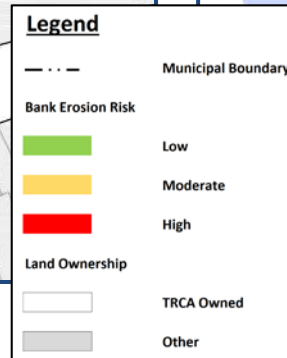 Legend
Municipal Boundary
Bank Erosion Risk
Low
Moderate
High
Land Ownership
TRCA Owned
Other